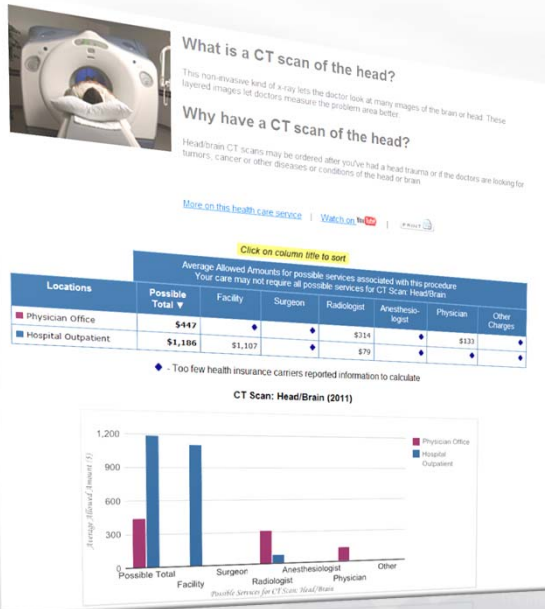 What is a CT scan of the head?
This non-invasive kind of x-ray lets the doctor look at many images of the brain or head. These
layered images let doctors measure the problem area better.
Why have a CT scan of the head?
Head/brain CT scans may be ordered after you've had a head trauma or if the doctors are looking for
tumors, cancer or other diseases or conditions of the head or brain
More on this health care service | Watch on YouTube |
Click on column title to sort
Average Allowed Amounts for possible services associated with this procedure
Your care may not require all possible services for CT Scan: Head/Brain
Locations Possible Total ▼ Facility Surgeon Radiologist Anesthesio-logist Physician Other Charges
Physician Office $447 ◆ ◆ $314 ◆ $133 ◆
Hospital Outpatient $1,186 $1,107 ◆ $79 ◆ ◆ ◆
◆ - Too few health insurance carriers reported information to calculate
CT Scan: Head/Brain (2011)
1,200
900
600
300
0
Average Allowed Amount ($)
Physician Office
Hospital
Outpatient
Possible Total
Facility
Surgeon
Radiologist
Anesthesiologist
Physician
Other
Possible Services for CT Scan: Head/Brain